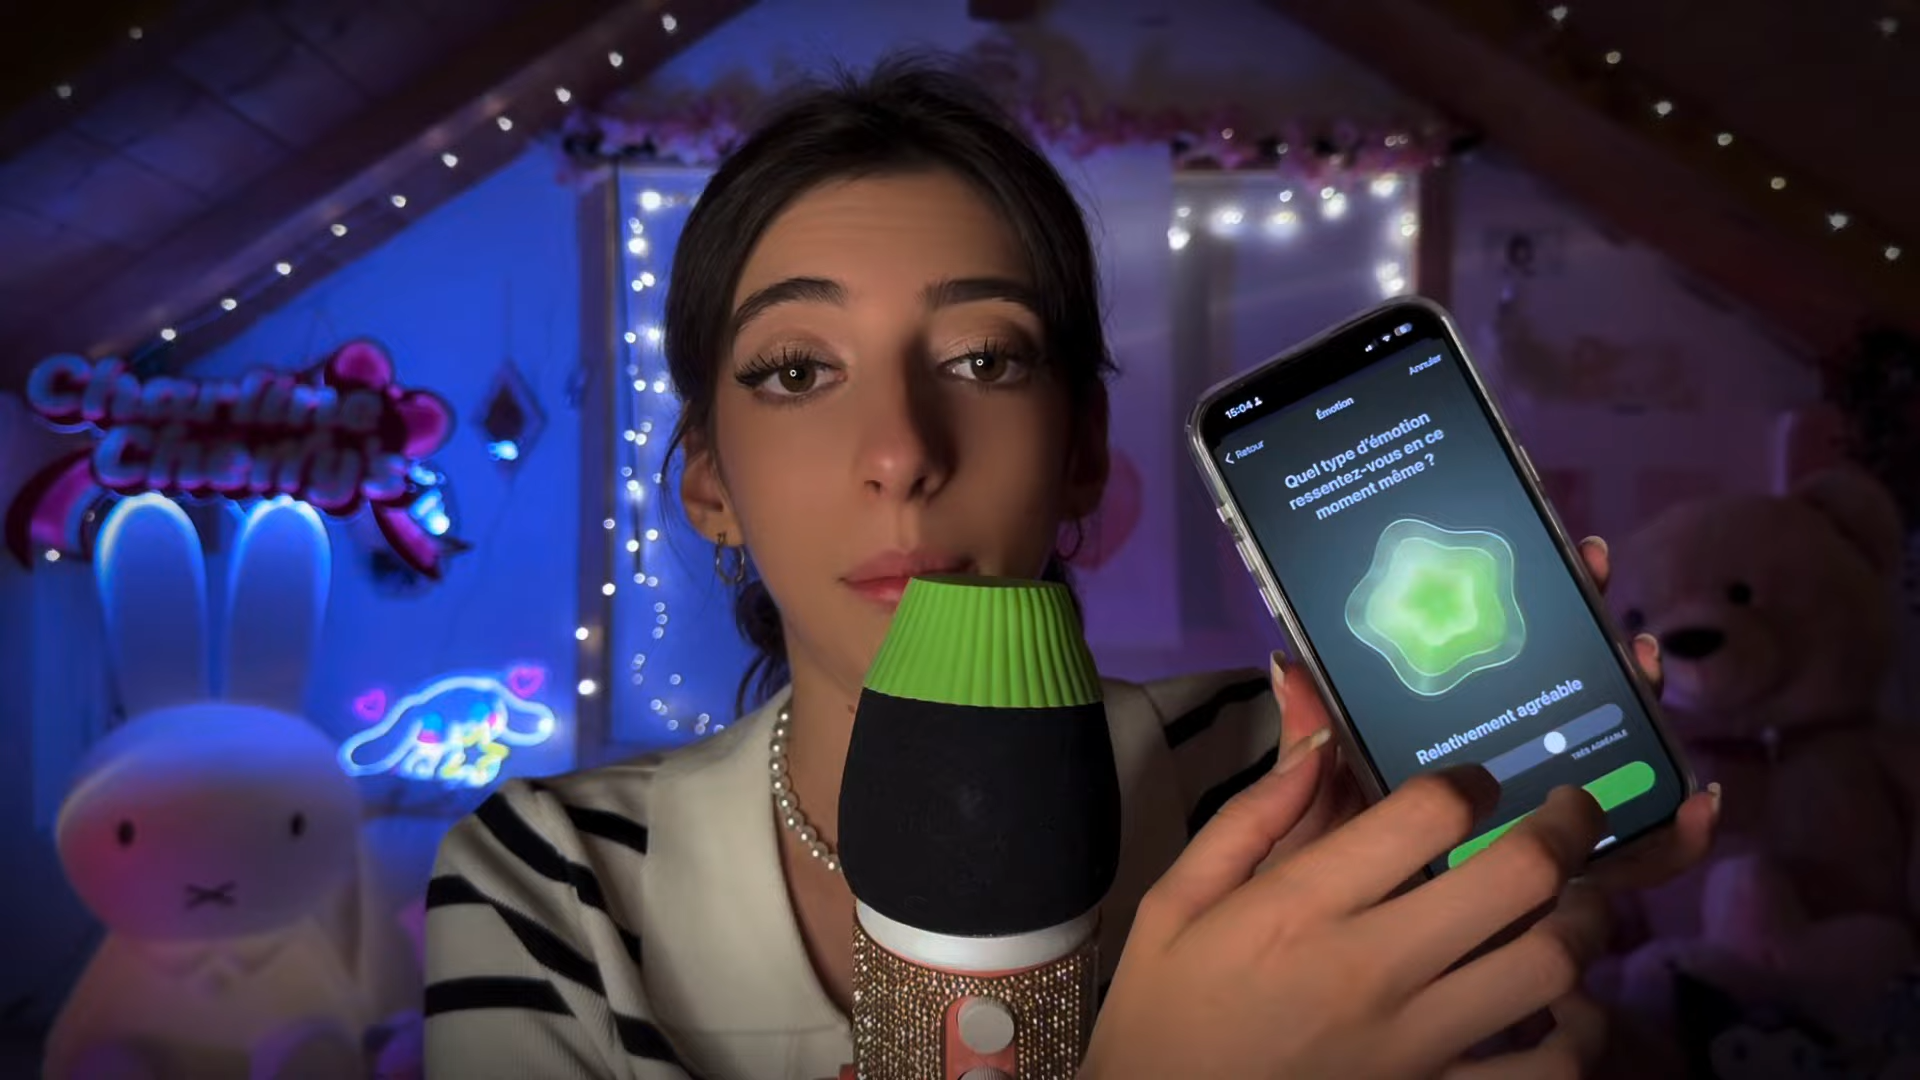 Charline
Cherry's
15:04
Annuler
Retour
Émotion
Quel type d'émotion
ressentez-vous en ce
moment même ?
Relativement agréable
TRÈS AGRÉABLE